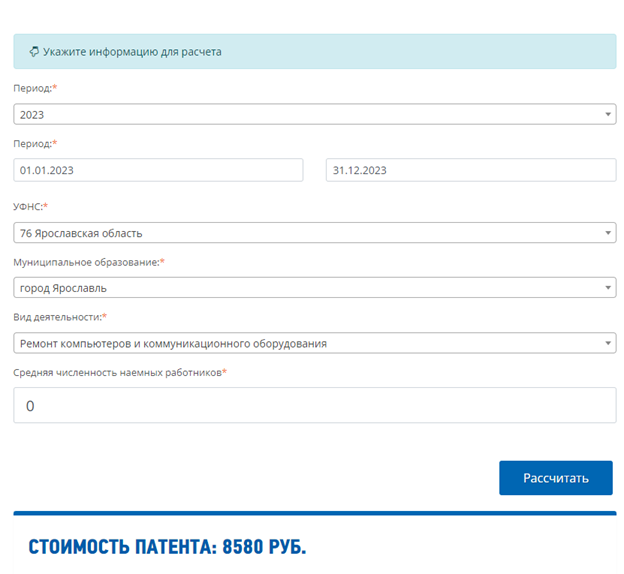 Укажите информацию для расчета
Период:*
2023
Период:*
01.01.2023 31.12.2023
УФНС:*
76 Ярославская область
Муниципальное образование:*
город Ярославль
Вид деятельности:*
Ремонт компьютеров и коммуникационного оборудования
Средняя численность наемных работников*
0
Рассчитать
СТОИМОСТЬ ПАТЕНТА: 8580 РУБ.